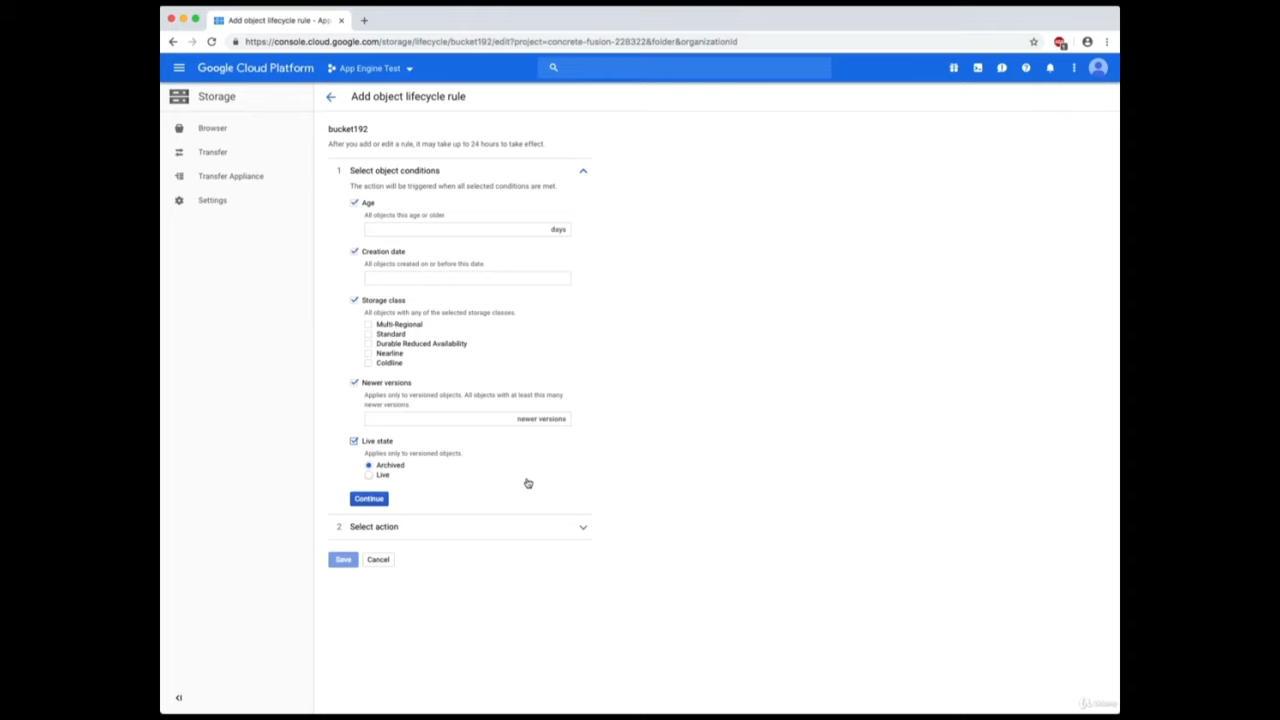 Add object lifecycle rule - App
https://console.cloud.google.com/storage/lifecycle/bucket192/edit?project=concrete-fusion-228322&folder&organizationId
Google Cloud Platform
App Engine Test
Storage
Add object lifecycle rule
Browser
Transfer
Transfer Appliance
Settings
bucket192
After you add or edit a rule, it may take up to 24 hours to take effect.
1 Select object conditions
The action will be triggered when all selected conditions are met.
Age
All objects this age or older
days
Creation date
All objects created on or before this date
Storage class
All objects with any of the selected storage classes.
Multi-Regional
Standard
Durable Reduced Availability
Nearline
Coldline
Newer versions
Applies only to versioned objects. All objects with at least this many
newer versions.
newer versions
Live state
Applies only to versioned objects.
Archived
Live
Continue
2 Select action
Save Cancel
Udemy